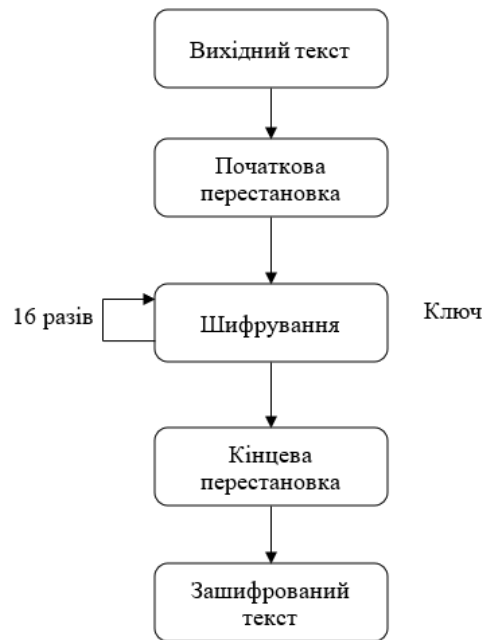 Вихідний текст
Початкова
перестановка
16 разів
Шифрування
Ключ
Кінцева
перестановка
Зашифрований
текст